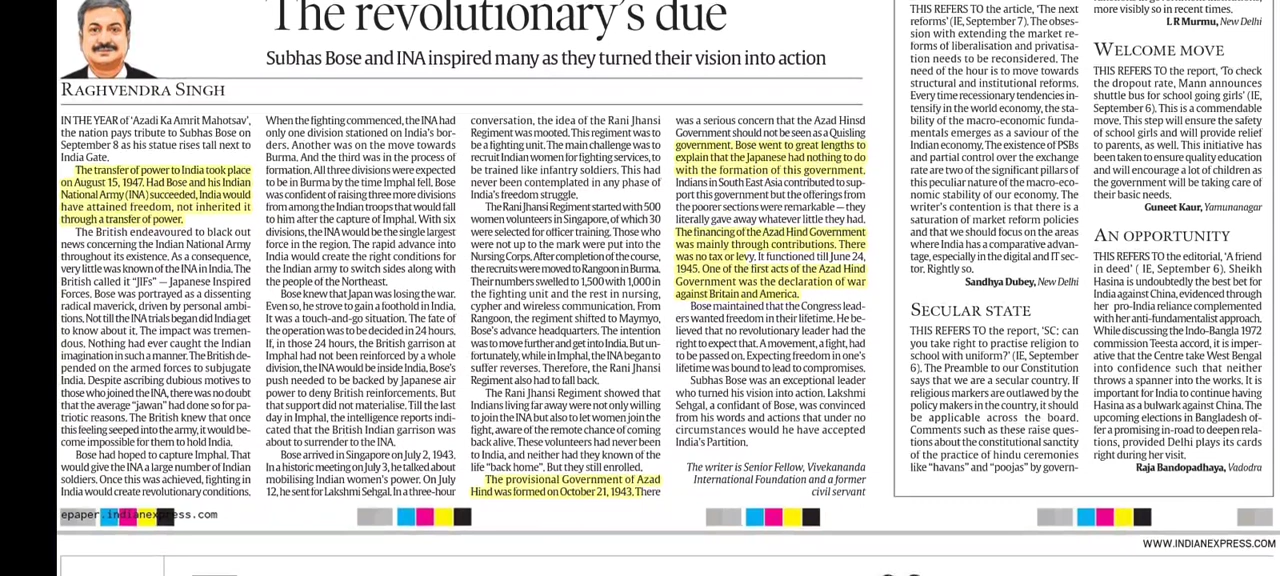 The revolutionary's due
Subhas Bose and INA inspired many as they turned their vision into action
RAGHVENDRA SINGH
IN THE YEAR of 'Azadi Ka Amrit Mahotsav',
the nation pays tribute to Subhas Bose on
September 8 as his statue rises tall next to
India Gate.
The transfer of power to India took place
on August 15, 1947. Had Bose and his Indian
National Army (INA) succeeded, India would
have attained freedom, not inherited it
through a transfer of power.
The British endeavoured to black out
news concerning the Indian National Army
throughout its existence. As a consequence,
very little was known of the INA in India. The
British called it "JIFs" — Japanese Inspired
Forces. Bose was portrayed as a dissenting
radical maverick, driven by personal ambi-
tions. Not till the INA trials began did India get
to know about it. The impact was tremen-
dous. Nothing had ever caught the Indian
imagination in such a manner. The British de-
pended on the armed forces to subjugate
India. Despite ascribing dubious motives to
those who joined the INA, there was no doubt
that the average "jawan" had done so for pa-
triotic reasons. The British knew that once
this feeling seeped into the army, it would be-
come impossible for them to hold India.
Bose had hoped to capture Imphal. That
would give the INA a large number of Indian
soldiers. Once this was achieved, fighting in
India would create revolutionary conditions.
When the fighting commenced, the INA had
only one division stationed on India's bor-
ders. Another was on the move towards
Burma. And the third was in the process of
formation. All three divisions were expected
to be in Burma by the time Imphal fell. Bose
was confident of raising three more divisions
from among the Indian troops that would fall
to him after the capture of Imphal. With six
divisions, the INA would be the single largest
force in the region. The rapid advance into
India would create the right conditions for
the Indian army to switch sides along with
the people of the Northeast.
Bose knew that Japan was losing the war.
Even so, he strove to gain a foothold in India.
It was a touch-and-go situation. The fate of
the operation was to be decided in 24 hours.
If, in those 24 hours, the British garrison at
Imphal had not been reinforced by a whole
division, the INA would be inside India. Bose's
push needed to be backed by Japanese air
power to deny British reinforcements. But
that support did not materialise. Till the last
day in Imphal, the intelligence reports indi-
cated that the British Indian garrison was
about to surrender to the INA.
Bose arrived in Singapore on July 2, 1943.
In a historic meeting on July 3, he talked about
mobilising Indian women's power. On July
12, he sent for Lakshmi Sehgal. In a three-hour
conversation, the idea of the Rani Jhansi
Regiment was mooted. This regiment was to
be a fighting unit. The main challenge was to
recruit Indian women for fighting services, to
be trained like infantry soldiers. This had
never been contemplated in any phase of
India's freedom struggle.
The Rani Jhansi Regiment started with 500
women volunteers in Singapore, of which 30
were selected for officer training. Those who
were not up to the mark were put into the
Nursing Corps. After completion of the course,
the recruits were moved to Rangoon in Burma.
Their numbers swelled to 1,500 with 1,000 in
the fighting unit and the rest in nursing,
cypher and wireless communication. From
Rangoon, the regiment shifted to Maymyo,
Bose's advance headquarters. The intention
was to move further and get into India. But un-
fortunately, while in Imphal, the INA began to
suffer reverses. Therefore, the Rani Jhansi
Regiment also had to fall back.
The Rani Jhansi Regiment showed that
Indians living far away were not only willing
to join the INA but also to let women join the
fight, aware of the remote chance of coming
back alive. These volunteers had never been
to India, and neither had they known of the
life "back home". But they still enrolled.
The provisional Government of Azad
Hind was formed on October 21, 1943. There
was a serious concern that the Azad Hinsd
Government should not be seen as a Quisling
government. Bose went to great lengths to
explain that the Japanese had nothing to do
with the formation of this government.
Indians in South East Asia contributed to sup-
port this government but the offerings from
the poorer sections were remarkable — they
literally gave away whatever little they had.
The financing of the Azad Hind Government
was mainly through contributions. There
was no tax or levy. It functioned till June 24,
1945. One of the first acts of the Azad Hind
Government was the declaration of war
against Britain and America.
Bose maintained that the Congress lead-
ers wanted freedom in their lifetime. He be-
lieved that no revolutionary leader had the
right to expect that. A movement, a fight, had
to be passed on. Expecting freedom in one's
lifetime was bound to lead to compromises.
Subhas Bose was an exceptional leader
who turned his vision into action. Lakshmi
Sehgal, a confidant of Bose, was convinced
from his words and actions that under no
circumstances would he have accepted
India's Partition.
The writer is Senior Fellow, Vivekananda
International Foundation and a former
civil servant
THIS REFERS TO the article, 'The next
reforms' (IE, September 7). The obses-
sion with extending the market re-
forms of liberalisation and privatisa-
tion needs to be reconsidered. The
need of the hour is to move towards
structural and institutional reforms.
Every time recessionary tendencies in-
tensify in the world economy, the sta-
bility of the macro-economic funda-
mentals emerges as a saviour of the
Indian economy. The existence of PSBs
and partial control over the exchange
rate are two of the significant pillars of
this peculiar nature of the macro-eco-
nomic stability of our economy. The
writer's contention is that there is a
saturation of market reform policies
and that we should focus on the areas
where India has a comparative advan-
tage, especially in the digital and IT sec-
tor. Rightly so.
Sandhya Dubey, New Delhi
SECULAR STATE
THIS REFERS TO the report, 'SC: can
you take right to practise religion to
school with uniform?' (IE, September
6). The Preamble to our Constitution
says that we are a secular country. If
religious markers are outlawed by the
policy makers in the country, it should
be applicable across the board.
Comments such as these raise ques-
tions about the constitutional sanctity
of the practice of hindu ceremonies
like "havans" and "poojas" by govern-
more visibly so in recent times.
L R Murmu, New Delhi
WELCOME MOVE
THIS REFERS TO the report, 'To check
the dropout rate, Mann announces
shuttle bus for school going girls' (IE,
September 6). This is a commendable
move. This step will ensure the safety
of school girls and will provide relief
to parents, as well. This initiative has
been taken to ensure quality education
and will encourage a lot of children as
the government will be taking care of
their basic needs.
Guneet Kaur, Yamunanagar
AN OPPORTUNITY
THIS REFERS TO the editorial, 'A friend
in deed' ( IE, September 6). Sheikh
Hasina is undoubtedly the best bet for
India against China, evidenced through
her pro-India reliance complemented
with her anti-fundamentalist approach.
While discussing the Indo-Bangla 1972
commission Teesta accord, it is imper-
ative that the Centre take West Bengal
into confidence such that neither
throws a spanner into the works. It is
important for India to continue having
Hasina as a bulwark against China. The
upcoming elections in Bangladesh of-
fer a promising in-road to deepen rela-
tions, provided Delhi plays its cards
right during her visit.
Raja Bandopadhaya, Vadodra
epaper.indianexpress.com
WWW.INDIANEXPRESS.COM